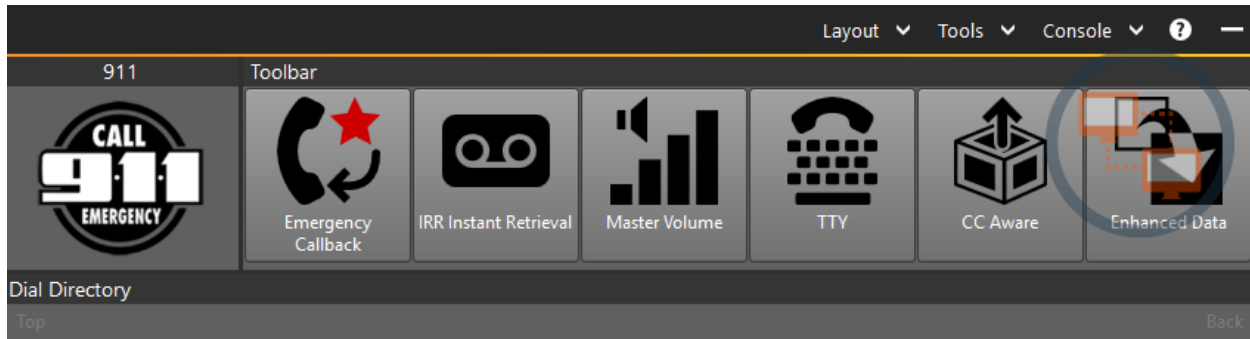 Layout Tools Console ?
911 Toolbar
CALL
911
EMERGENCY
Emergency
Callback
IRR Instant Retrieval
Master Volume
TTY
CC Aware
Enhanced Data
Dial Directory
Top Back